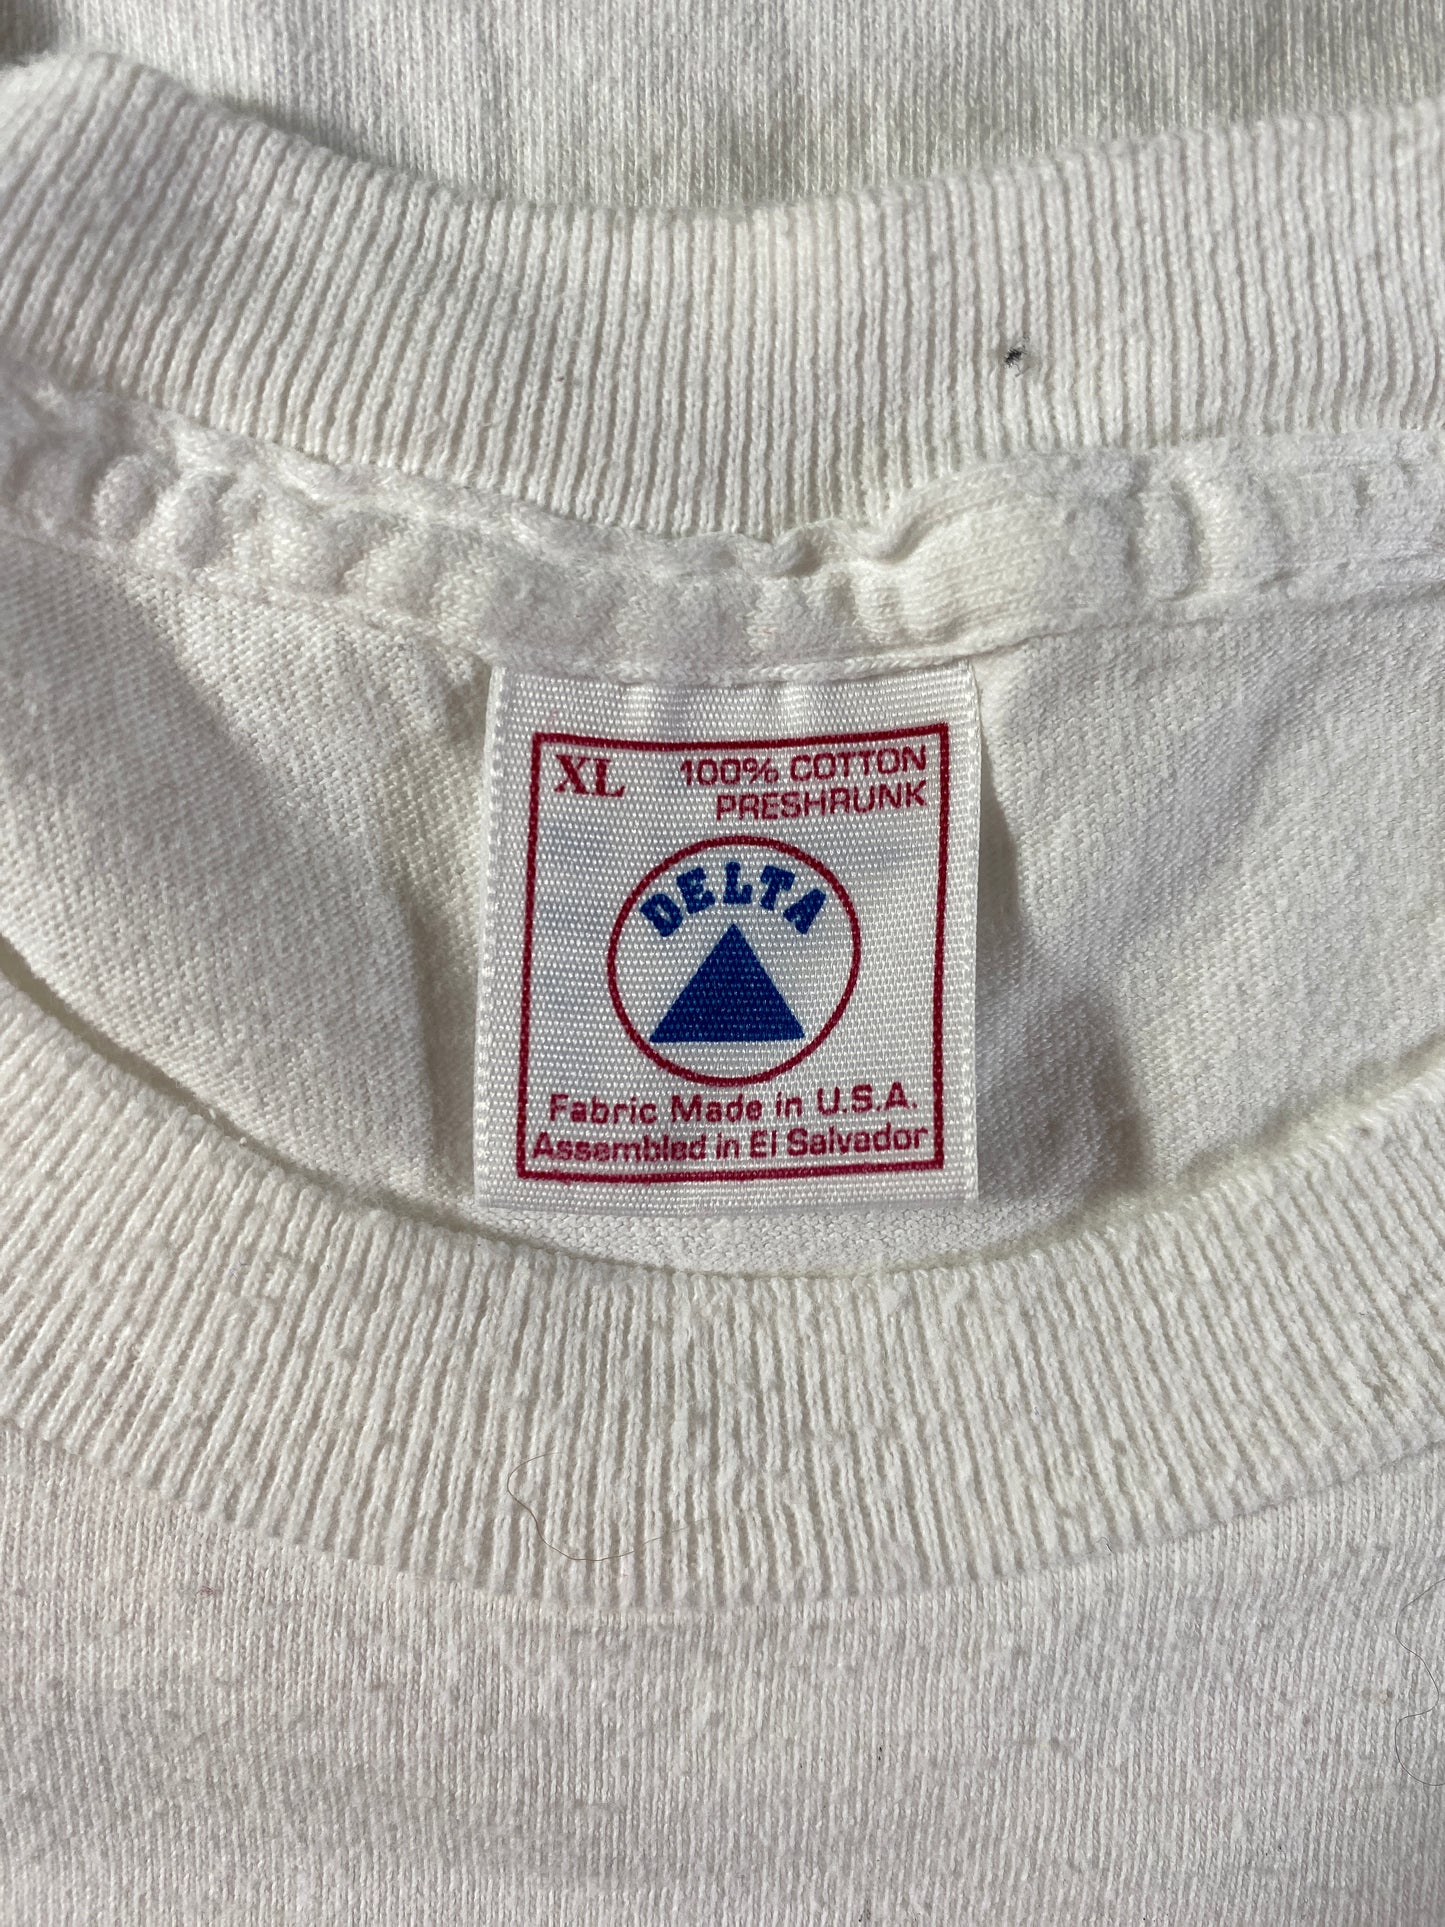 XL 100% COTTON
PRESHRUNK
DELTA
Fabric Made in U.S.A.
Assembled in El Salvador